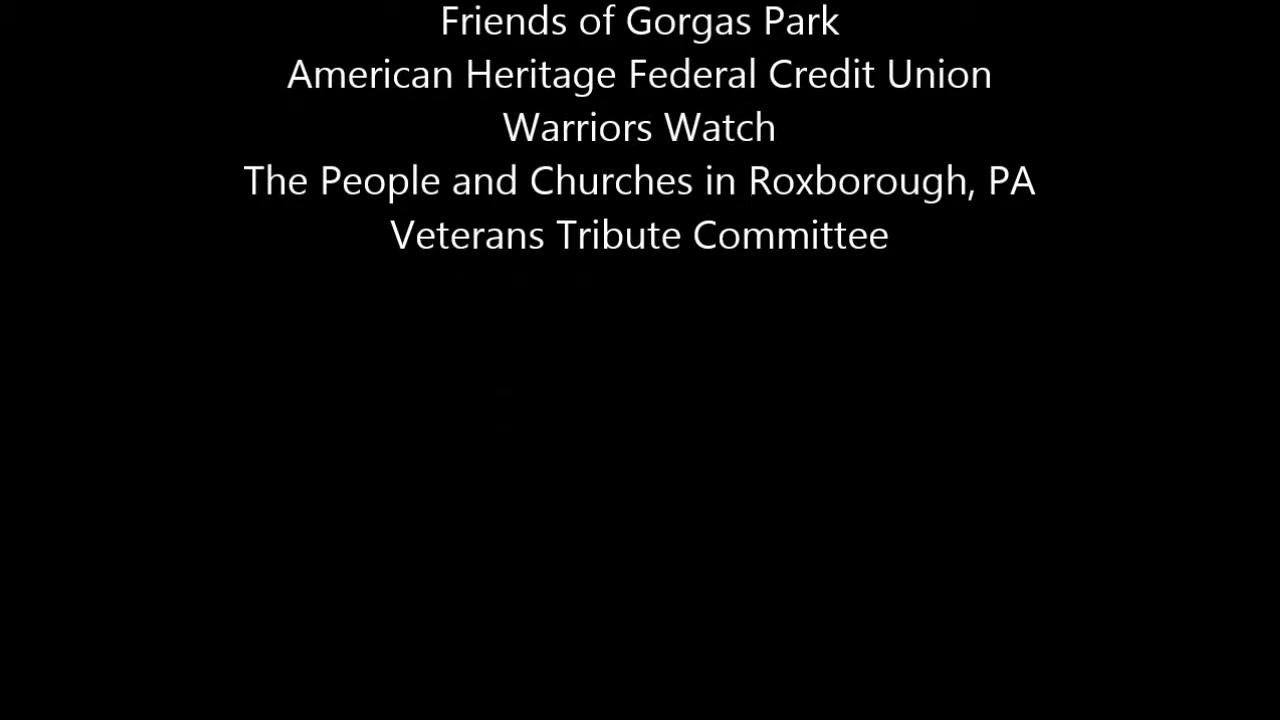 Friends of Gorgas Park
American Heritage Federal Credit Union
Warriors Watch
The People and Churches in Roxborough, PA
Veterans Tribute Committee